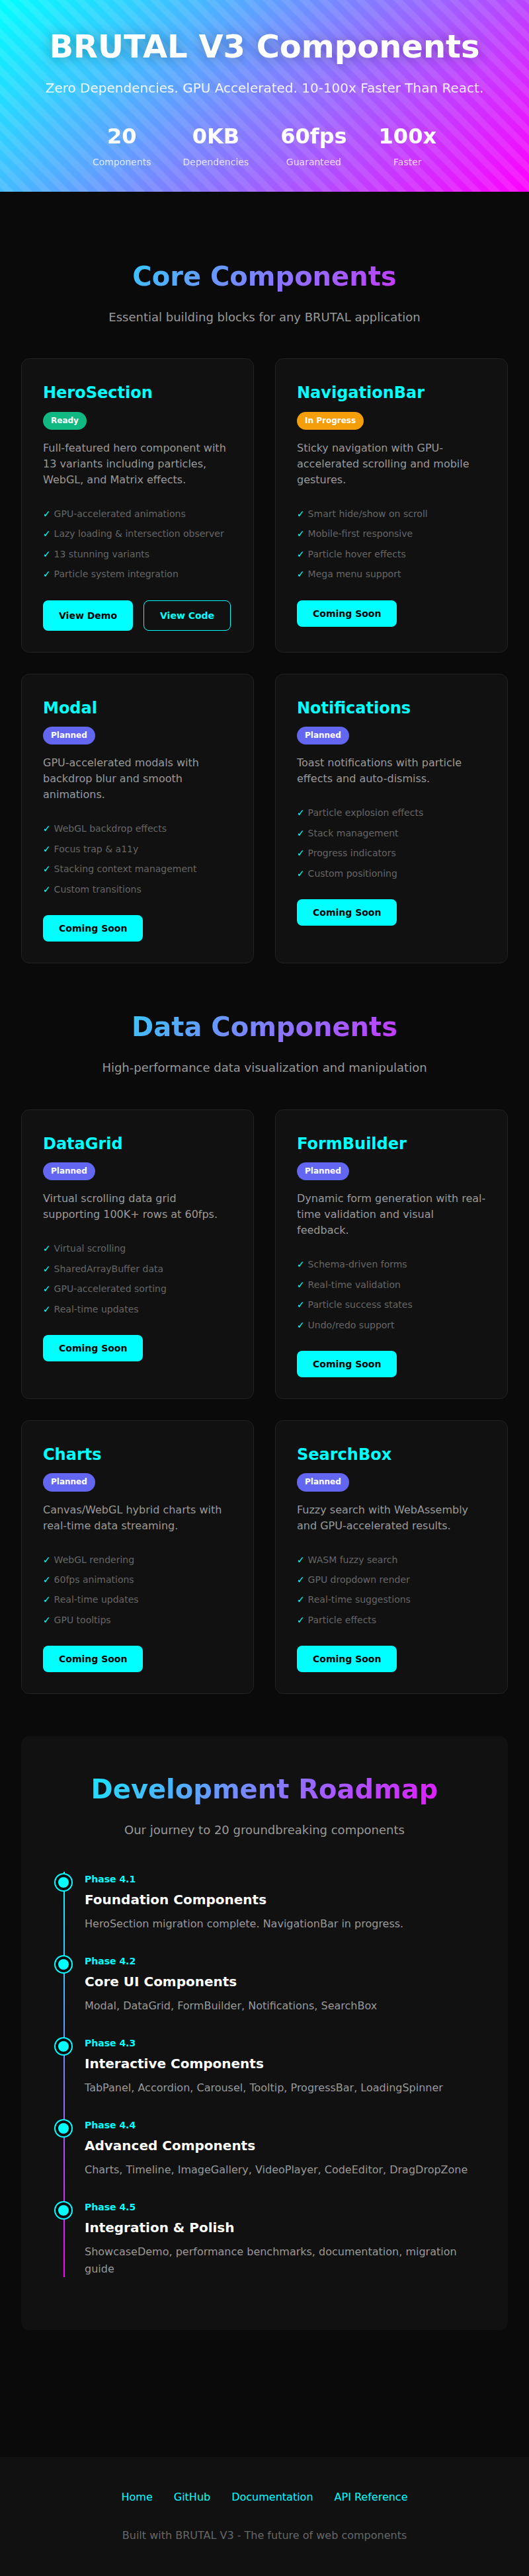 BRUTAL V3 Components
Zero Dependencies. GPU Accelerated. 10-100x Faster Than React.
20
Components
0KB
Dependencies
60fps
Guaranteed
100x
Faster
Core Components
Essential building blocks for any BRUTAL application
HeroSection
Ready
Full-featured hero component with
13 variants including particles,
WebGL, and Matrix effects.
✓ GPU-accelerated animations
✓ Lazy loading & intersection observer
✓ 13 stunning variants
✓ Particle system integration
View Demo
View Code
NavigationBar
In Progress
Sticky navigation with GPU-
accelerated scrolling and mobile
gestures.
✓ Smart hide/show on scroll
✓ Mobile-first responsive
✓ Particle hover effects
✓ Mega menu support
Coming Soon
Modal
Planned
GPU-accelerated modals with
backdrop blur and smooth
animations.
✓ WebGL backdrop effects
✓ Focus trap & a11y
✓ Stacking context management
✓ Custom transitions
Coming Soon
Notifications
Planned
Toast notifications with particle
effects and auto-dismiss.
✓ Particle explosion effects
✓ Stack management
✓ Progress indicators
✓ Custom positioning
Coming Soon
Data Components
High-performance data visualization and manipulation
DataGrid
Planned
Virtual scrolling data grid
supporting 100K+ rows at 60fps.
✓ Virtual scrolling
✓ SharedArrayBuffer data
✓ GPU-accelerated sorting
✓ Real-time updates
Coming Soon
FormBuilder
Planned
Dynamic form generation with real-
time validation and visual
feedback.
✓ Schema-driven forms
✓ Real-time validation
✓ Particle success states
✓ Undo/redo support
Coming Soon
Charts
Planned
Canvas/WebGL hybrid charts with
real-time data streaming.
✓ WebGL rendering
✓ 60fps animations
✓ Real-time updates
✓ GPU tooltips
Coming Soon
SearchBox
Planned
Fuzzy search with WebAssembly
and GPU-accelerated results.
✓ WASM fuzzy search
✓ GPU dropdown render
✓ Real-time suggestions
✓ Particle effects
Coming Soon
Development Roadmap
Our journey to 20 groundbreaking components
Phase 4.1
Foundation Components
HeroSection migration complete. NavigationBar in progress.
Phase 4.2
Core UI Components
Modal, DataGrid, FormBuilder, Notifications, SearchBox
Phase 4.3
Interactive Components
TabPanel, Accordion, Carousel, Tooltip, ProgressBar, LoadingSpinner
Phase 4.4
Advanced Components
Charts, Timeline, ImageGallery, VideoPlayer, CodeEditor, DragDropZone
Phase 4.5
Integration & Polish
ShowcaseDemo, performance benchmarks, documentation, migration
guide
Home
GitHub
Documentation
API Reference
Built with BRUTAL V3 - The future of web components